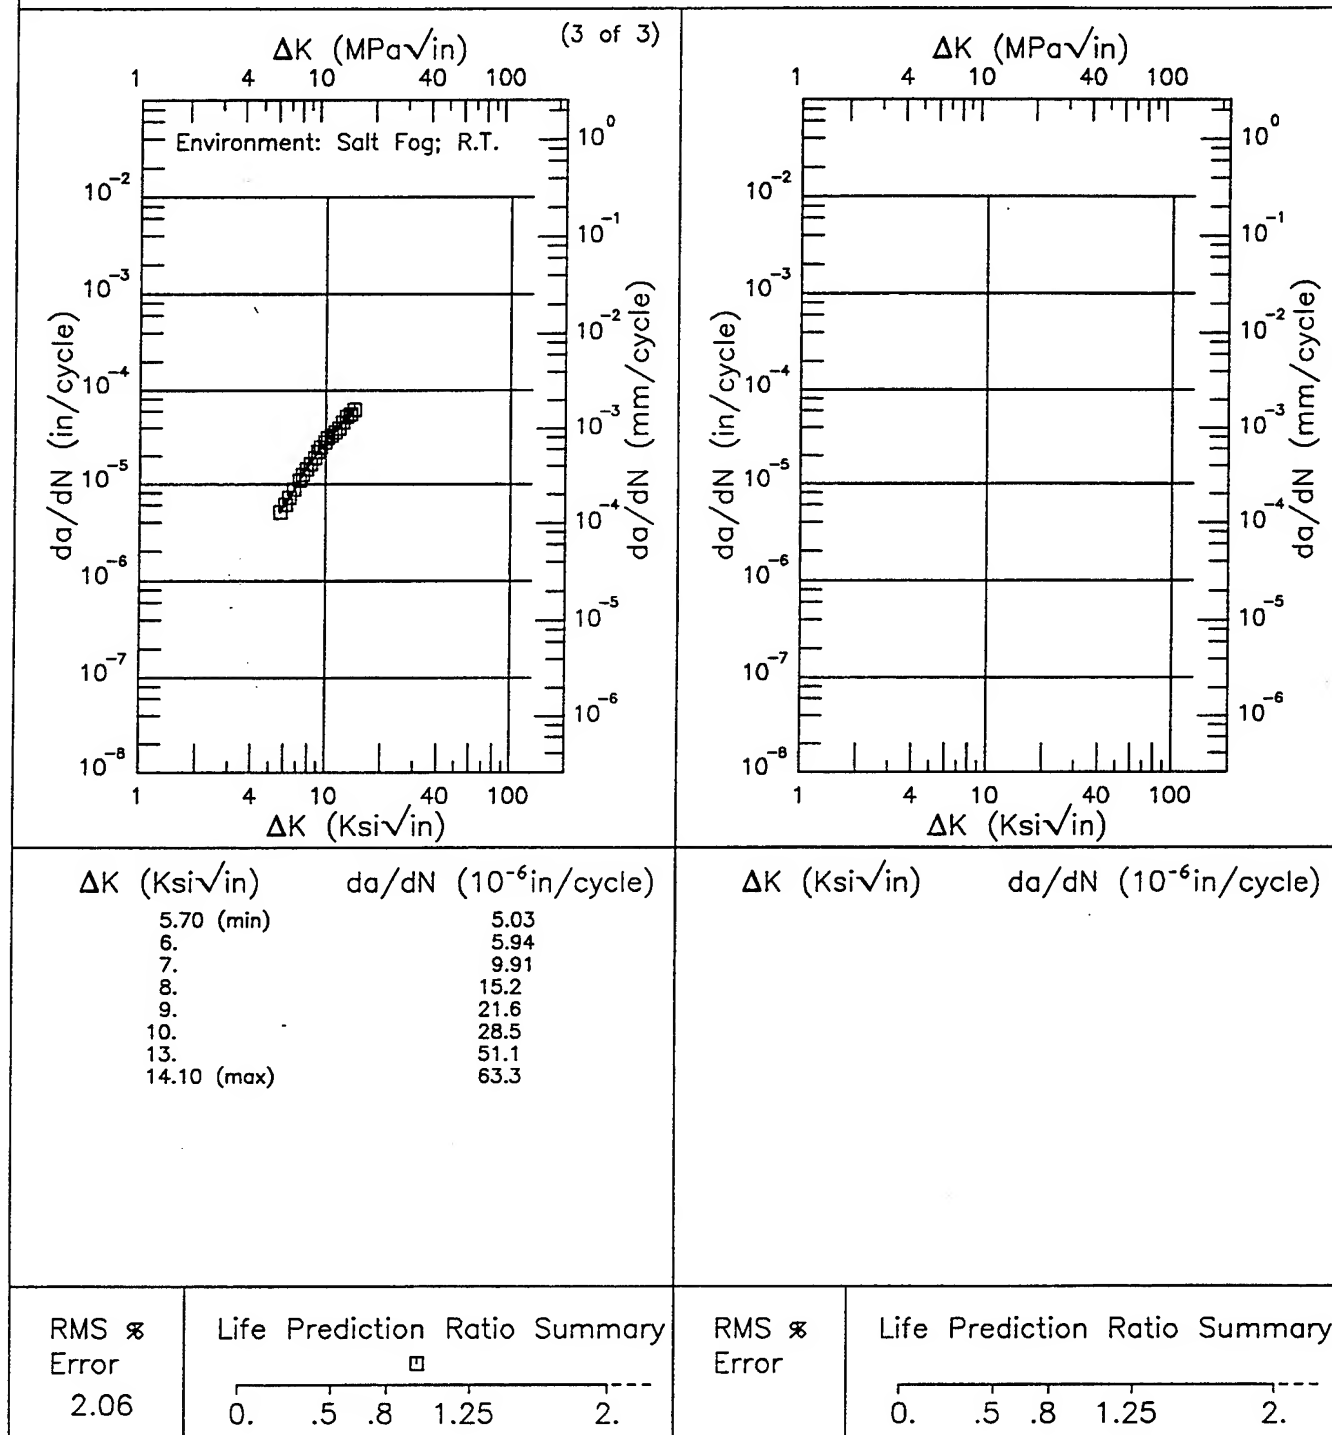 (3 of 3)
ΔK (MPa√in)
1 4 10 40 100
Environment: Salt Fog; R.T.
10⁻²
10⁻³
10⁻⁴
10⁻⁵
10⁻⁶
10⁻⁷
10⁻⁸
da/dN (in/cycle)
10⁰
10⁻¹
10⁻²
10⁻³
10⁻⁴
10⁻⁵
10⁻⁶
da/dN (mm/cycle)
1 4 10 40 100
ΔK (Ksi√in)
ΔK (MPa√in)
1 4 10 40 100
10⁻²
10⁻³
10⁻⁴
10⁻⁵
10⁻⁶
10⁻⁷
10⁻⁸
da/dN (in/cycle)
10⁰
10⁻¹
10⁻²
10⁻³
10⁻⁴
10⁻⁵
10⁻⁶
da/dN (mm/cycle)
1 4 10 40 100
ΔK (Ksi√in)
ΔK (Ksi√in) da/dN (10⁻⁶in/cycle)
5.70 (min) 5.03
6. 5.94
7. 9.91
8. 15.2
9. 21.6
10. 28.5
13. 51.1
14.10 (max) 63.3
ΔK (Ksi√in) da/dN (10⁻⁶in/cycle)
RMS %
Error
2.06
Life Prediction Ratio Summary
0. .5 .8 1.25 2.
RMS %
Error
Life Prediction Ratio Summary
0. .5 .8 1.25 2.